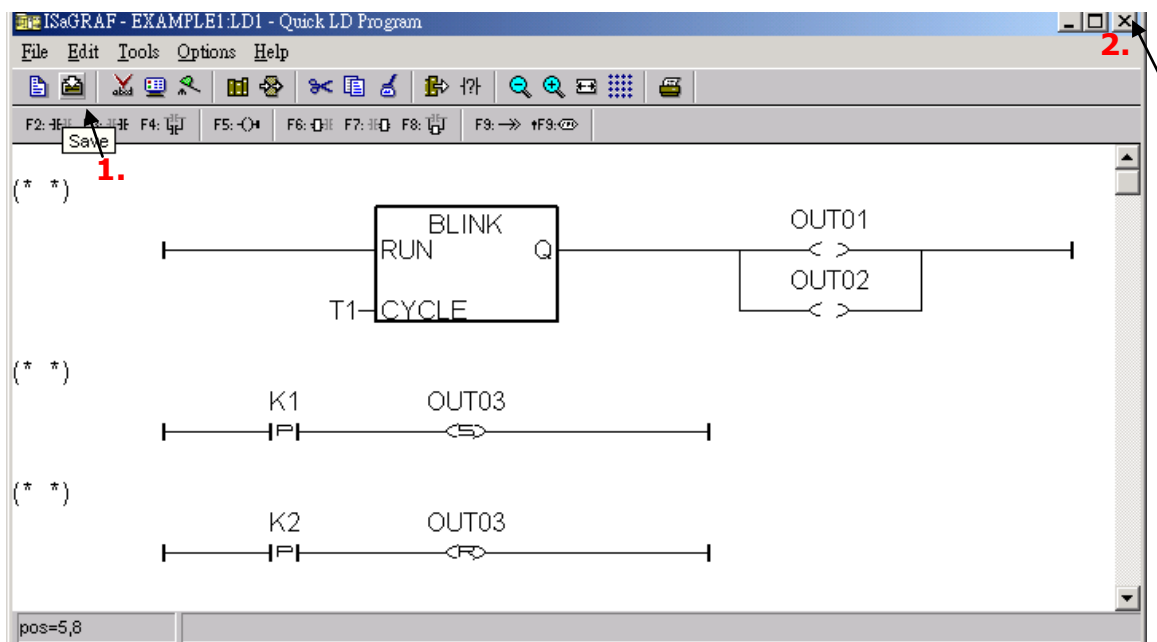 ISaGRAF - EXAMPLE1:LD1 - Quick LD Program
2.
File Edit Tools Options Help
F2: F4: F5: F6: F7: F8: F9: ↑F9:
Save
1.
(* *)
BLINK
RUN Q
T1 CYCLE
OUT01
OUT02
(* *)
K1 OUT03
P S
(* *)
K2 OUT03
P R
pos=5,8